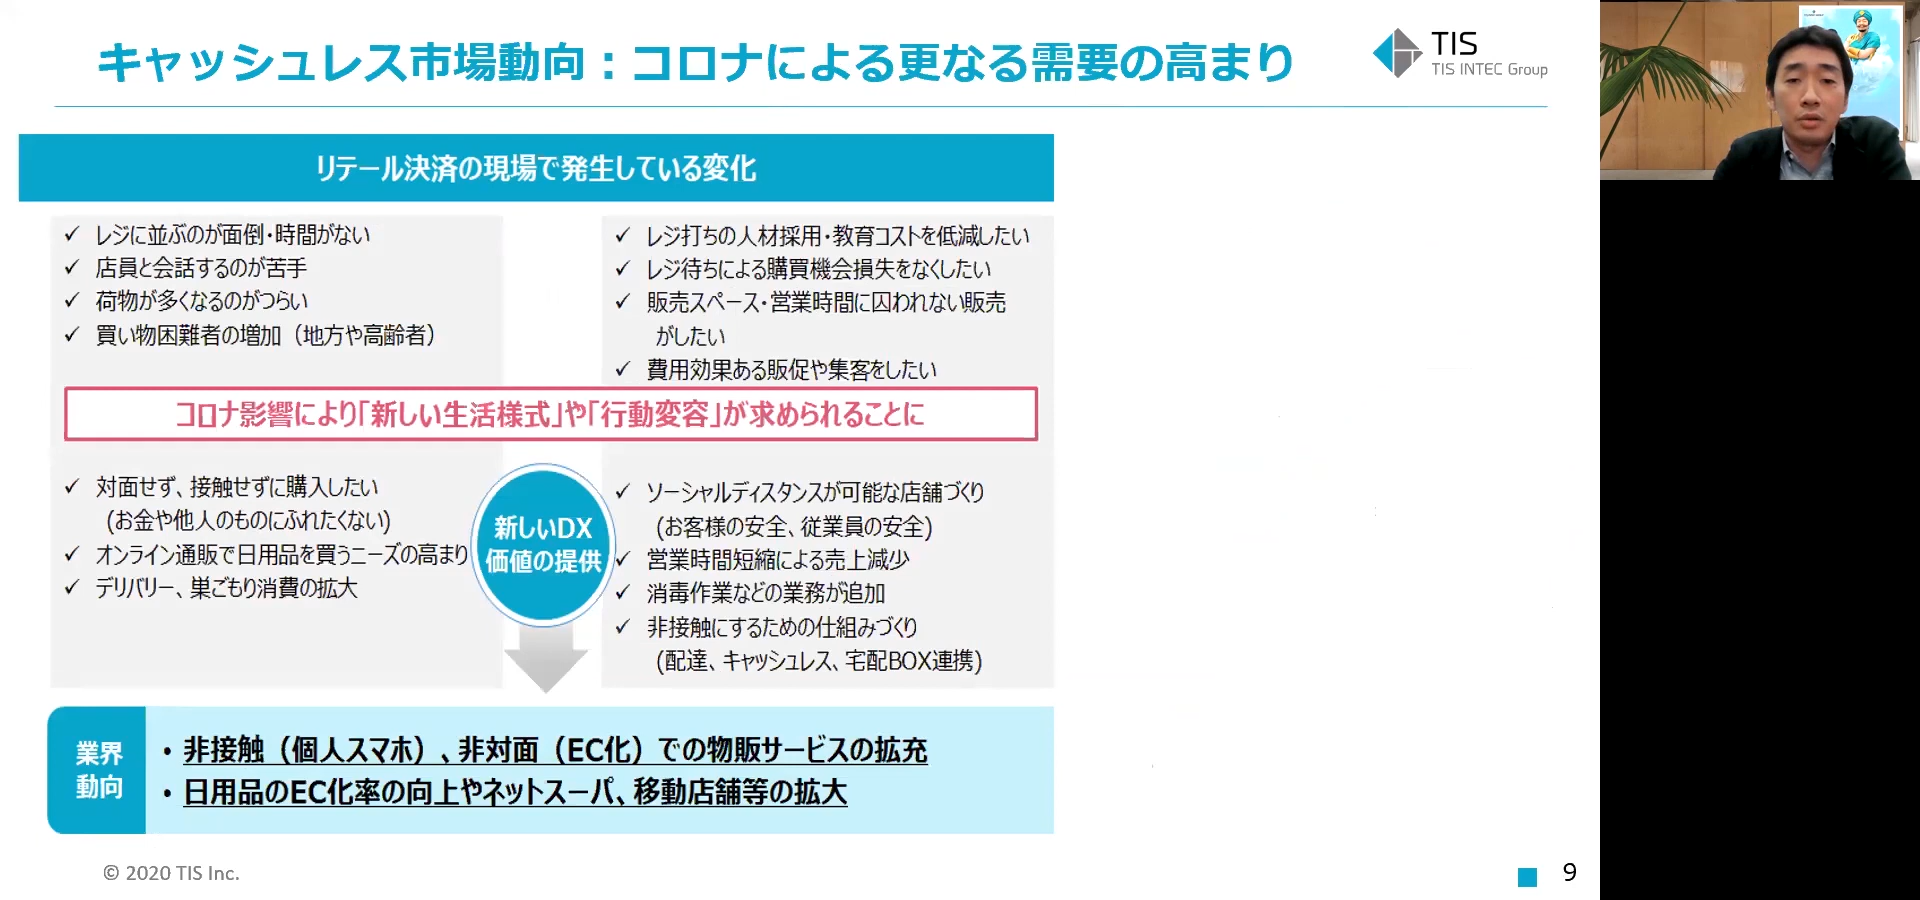 キャッシュレス市場動向：コロナによる更なる需要の高まり
TIS
TIS INTEC Group
リテール決済の現場で発生している変化
✓ レジに並ぶのが面倒・時間がない
✓ 店員と会話するのが苦手
✓ 荷物が多くなるのがつらい
✓ 買い物困難者の増加（地方や高齢者）
✓ レジ打ちの人材採用・教育コストを低減したい
✓ レジ待ちによる購買機会損失をなくしたい
✓ 販売スペース・営業時間に囚われない販売
がしたい
✓ 費用効果ある販促や集客をしたい
コロナ影響により「新しい生活様式」や「行動変容」が求められることに
✓ 対面せず、接触せずに購入したい
(お金や他人のものにふれたくない)
✓ オンライン通販で日用品を買うニーズの高まり
✓ デリバリー、巣ごもり消費の拡大
新しいDX
価値の提供
✓ ソーシャルディスタンスが可能な店舗づくり
(お客様の安全、従業員の安全)
✓ 営業時間短縮による売上減少
✓ 消毒作業などの業務が追加
✓ 非接触にするための仕組みづくり
(配達、キャッシュレス、宅配BOX連携)
業界
動向
・非接触（個人スマホ）、非対面（EC化）での物販サービスの拡充
・日用品のEC化率の向上やネットスーパ、移動店舗等の拡大
© 2020 TIS Inc.
9